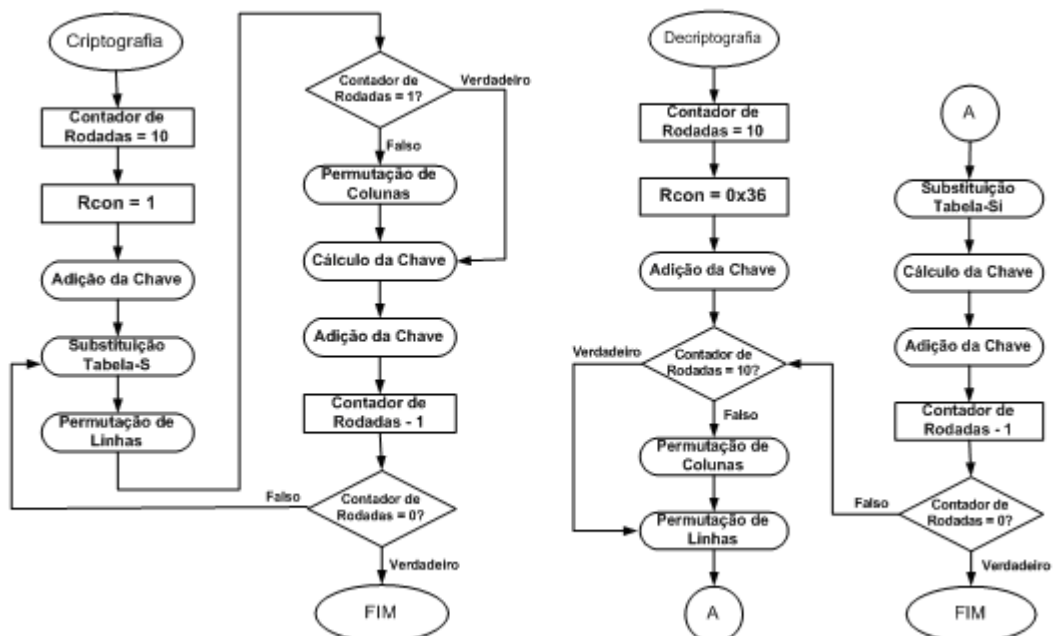 Criptografia
Contador de
Rodadas = 10
Rcon = 1
Adição da Chave
Substituição
Tabela-S
Permutação de
Linhas
Contador de
Rodadas = 1?
Verdadeiro
Falso
Permutação de
Colunas
Cálculo da Chave
Adição da Chave
Contador de
Rodadas - 1
Contador de
Rodadas = 0?
Falso
Verdadeiro
FIM
Decriptografia
Contador de
Rodadas = 10
Rcon = 0x36
Adição da Chave
Contador de
Rodadas = 10?
Verdadeiro
Falso
Permutação de
Colunas
Permutação de
Linhas
A
A
Substituição
Tabela-Si
Cálculo da Chave
Adição da Chave
Contador de
Rodadas - 1
Contador de
Rodadas = 0?
Falso
Verdadeiro
FIM